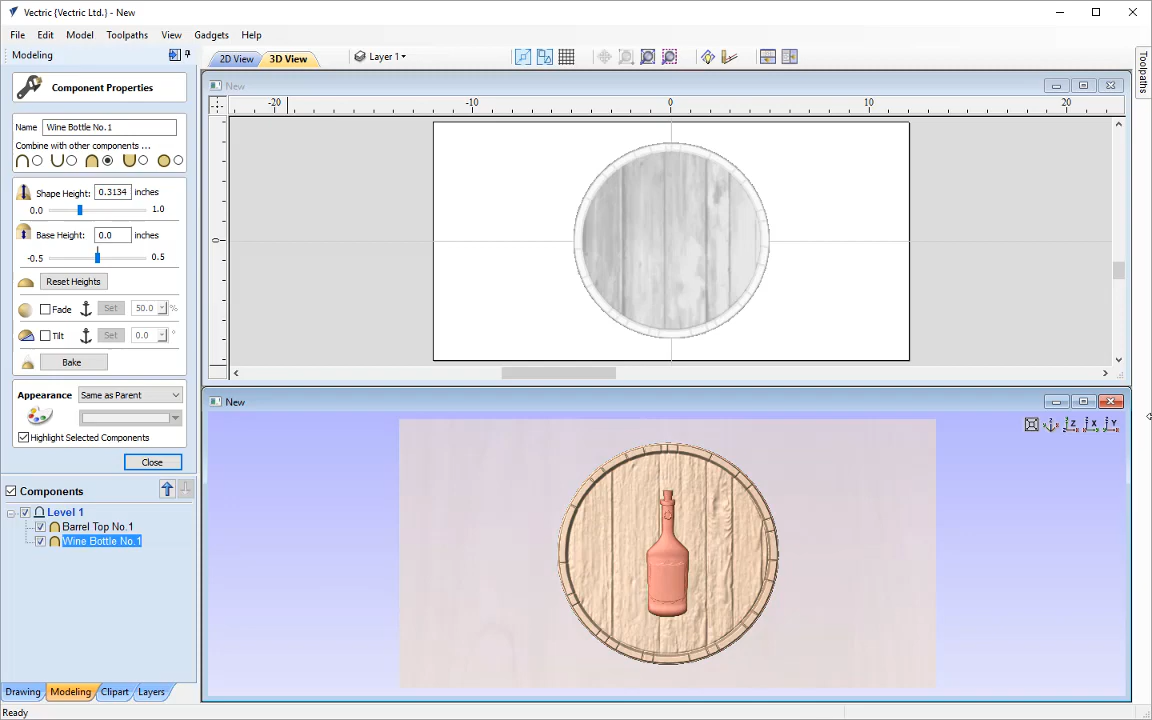 Vectric {Vectric Ltd.} - New
File Edit Model Toolpaths View Gadgets Help
Modeling
2D View 3D View Layer 1
Toolpaths
Component Properties
New
-20 -10 0 10 20
0
Name Wine Bottle No.1
Combine with other components ...
Shape Height: 0.3134 inches
0.0 1.0
Base Height: 0.0 inches
-0.5 0.5
Reset Heights
Fade Set 50.0 %
Tilt Set 0.0 °
Bake
Appearance Same as Parent
Highlight Selected Components
Close
New
Z X Y
Components
Level 1
Barrel Top No.1
Wine Bottle No.1
Drawing Modeling Clipart Layers
Ready